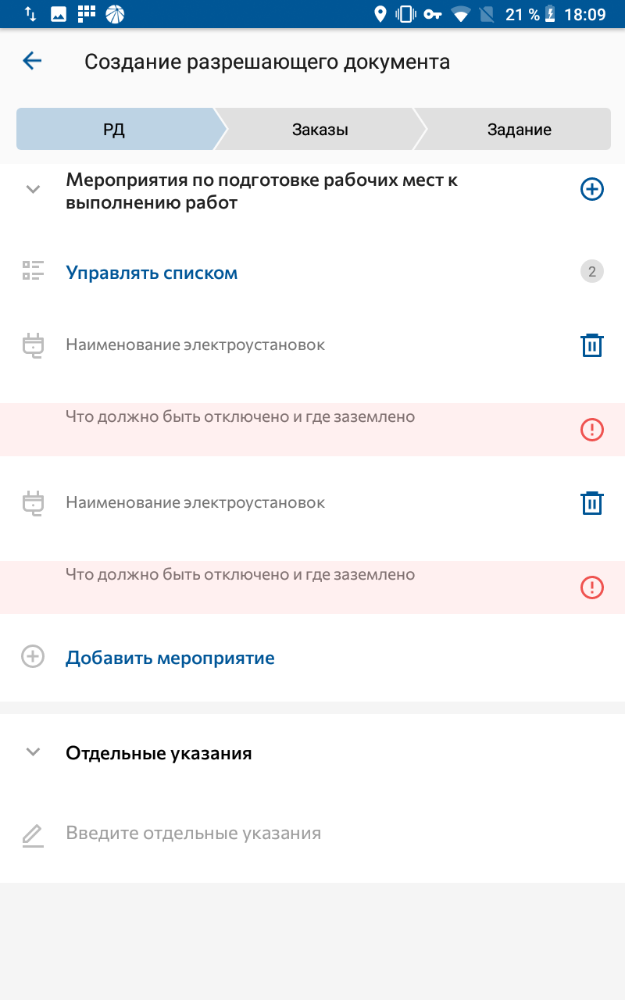 21 % 18:09
Создание разрешающего документа
РД Заказы Задание
Мероприятия по подготовке рабочих мест к
выполнению работ
Управлять списком 2
Наименование электроустановок
Что должно быть отключено и где заземлено
Наименование электроустановок
Что должно быть отключено и где заземлено
Добавить мероприятие
Отдельные указания
Введите отдельные указания